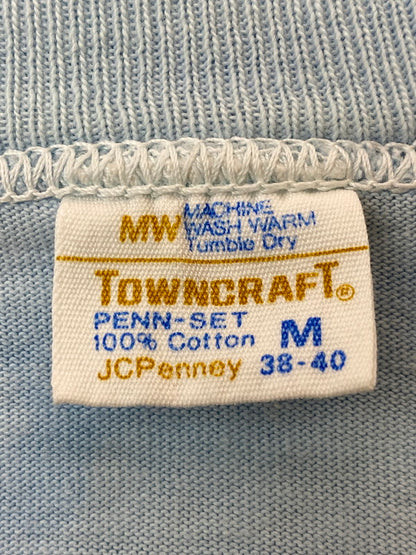 MACHINE
MW WASH WARM
Tumble Dry
TOWNCRAFT®
PENN-SET
100% Cotton M
JCPenney 38-40